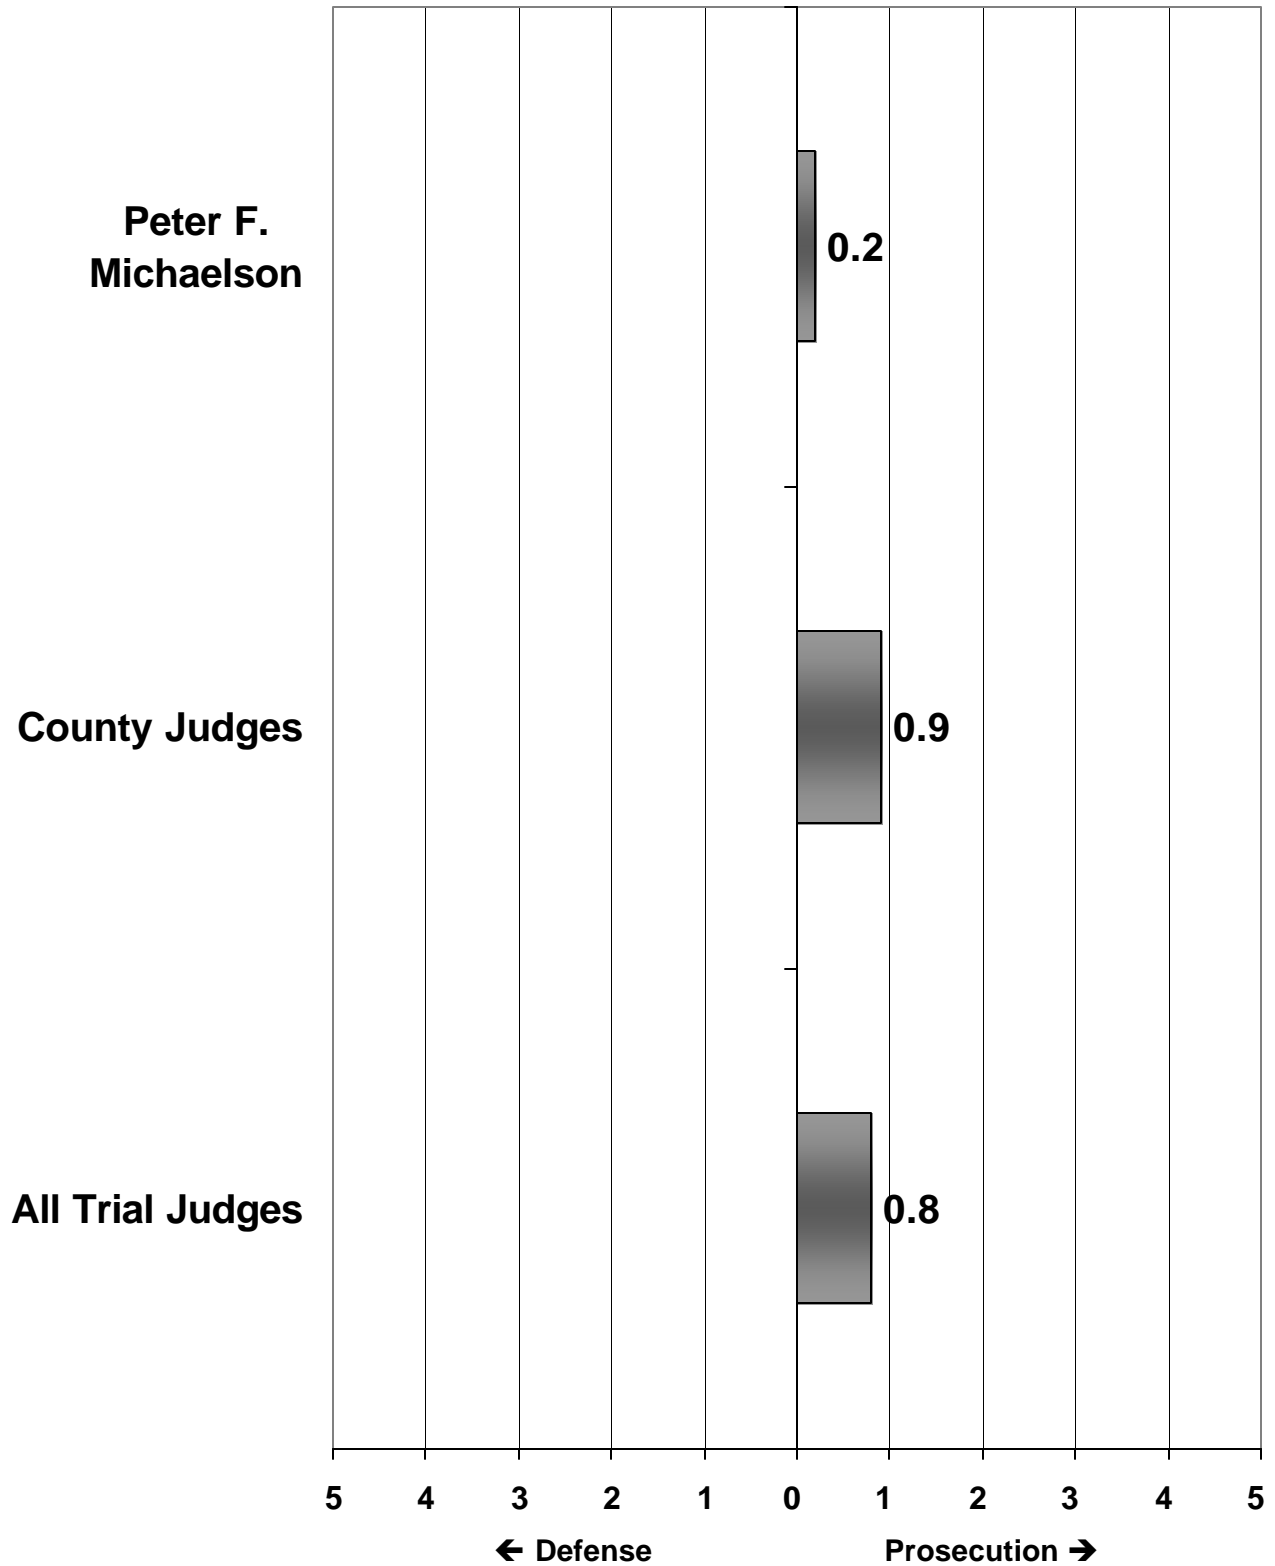 Peter F.
Michaelson
0.2
County Judges
0.9
All Trial Judges
0.8
5 4 3 2 1 0 1 2 3 4 5
← Defense Prosecution →